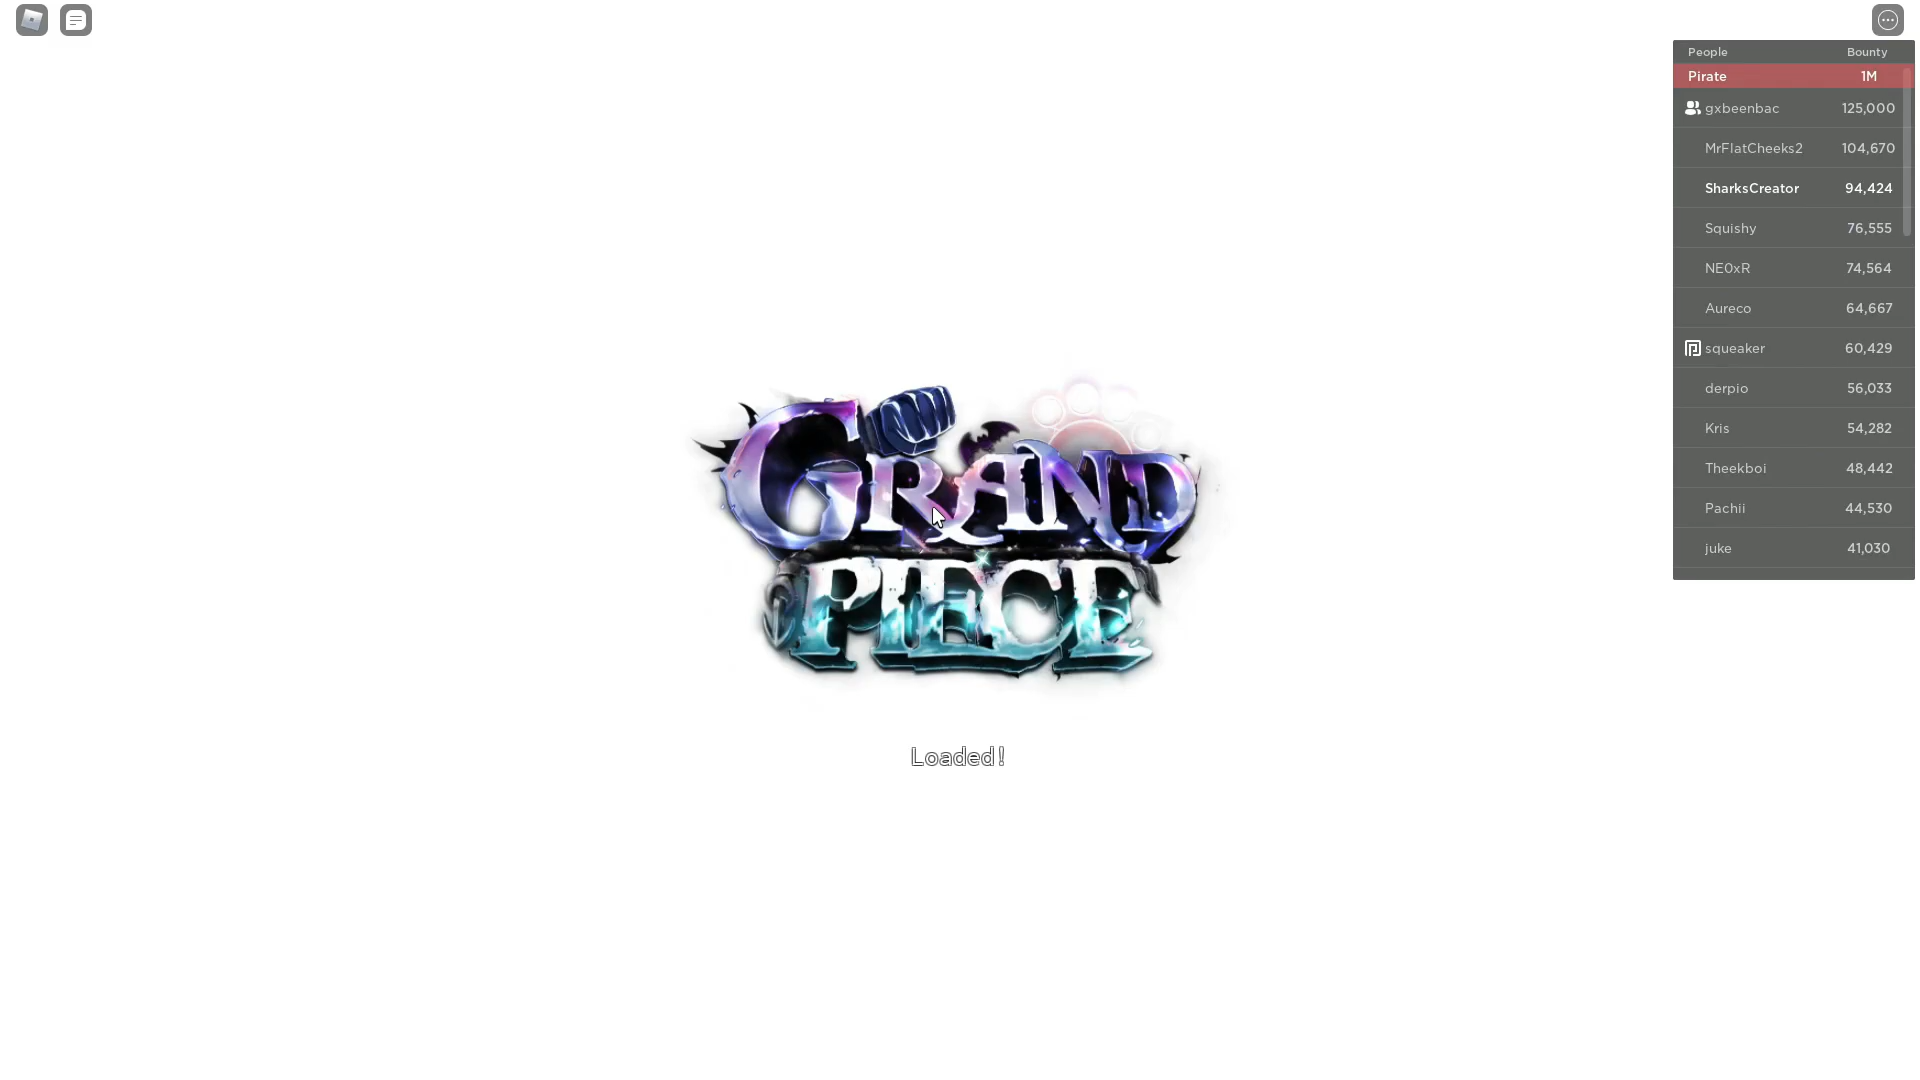 People Bounty
Pirate 1M
gxbeenbac 125,000
MrFlatCheeks2 104,670
SharksCreator 94,424
Squishy 76,555
NE0xR 74,564
Aureco 64,667
squeaker 60,429
derpio 56,033
Kris 54,282
Theekboi 48,442
Pachii 44,530
juke 41,030
GRAND
PIECE
Loaded!